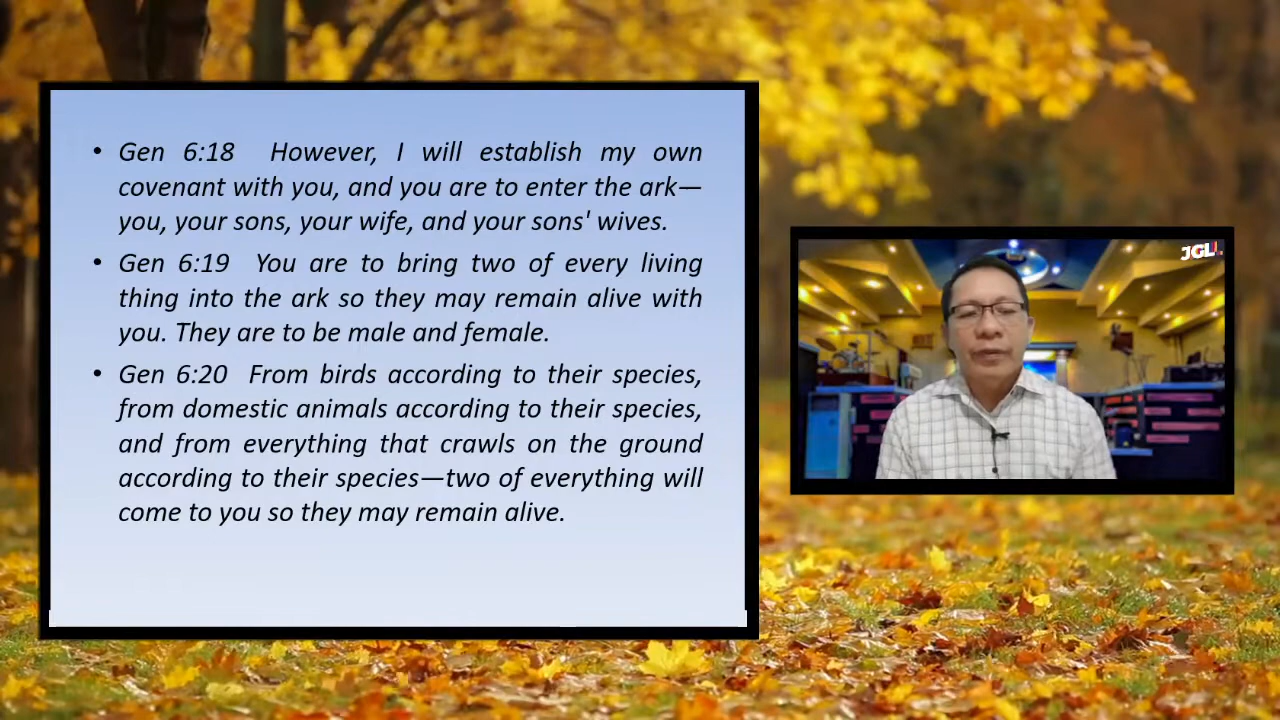 • Gen 6:18 However, I will establish my own
covenant with you, and you are to enter the ark—
you, your sons, your wife, and your sons' wives.
• Gen 6:19 You are to bring two of every living
thing into the ark so they may remain alive with
you. They are to be male and female.
• Gen 6:20 From birds according to their species,
from domestic animals according to their species,
and from everything that crawls on the ground
according to their species—two of everything will
come to you so they may remain alive.